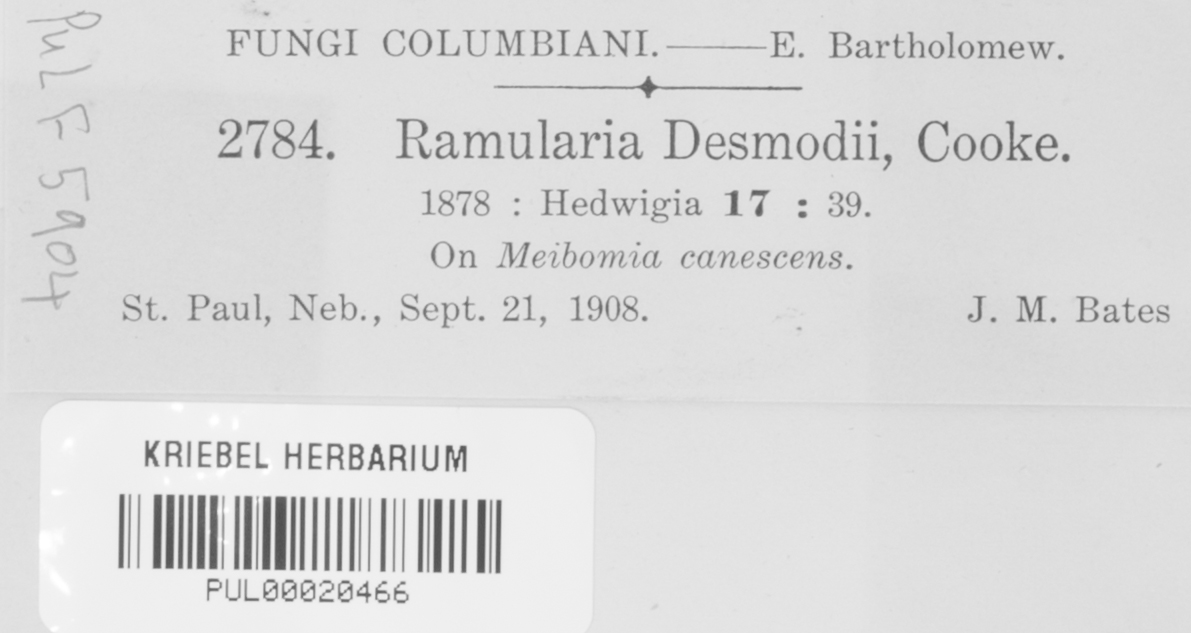 FUNGI COLUMBIANI.——E. Bartholomew.
2784. Ramularia Desmodii, Cooke.
1878 : Hedwigia 17 : 39.
On Meibomia canescens.
St. Paul, Neb., Sept. 21, 1908. J. M. Bates
PUL F 5904
KRIEBEL HERBARIUM
PUL00020466